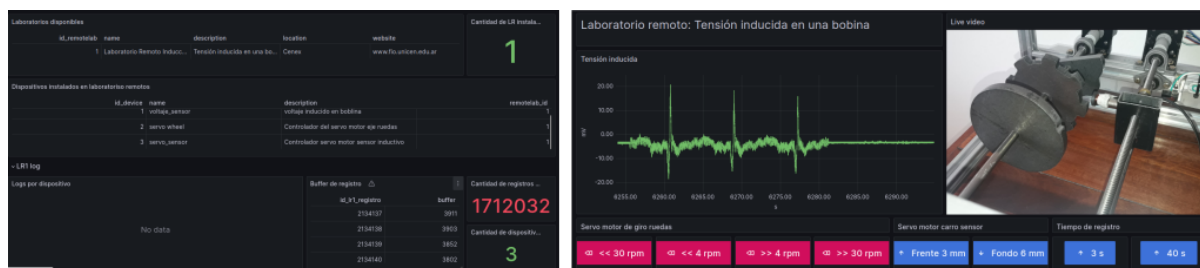 Laboratorios disponibles
id_remotelab name description location website
1 Laboratorio Remoto Inducc... Tensión inducida en una bo... Cenex www.fio.unicen.edu.ar
Cantidad de LR instala...
1
Dispositivos instalados en laboratoriso remotos
id_device name description remotelab_id
1 voltaje_sensor voltaje inducido en boblina 1
2 servo wheel Controlador del servo motor eje ruedas 1
3 servo_sensor Controlador servo motor sensor inductivo 1
- LR1 log
Logs por dispositivo
No data
Buffer de registro
id_lr1_registro buffer
2134137 3911
2134138 3903
2134139 3852
2134140 3802
Cantidad de registros ...
1712032
Cantidad de dispositiv...
3
Laboratorio remoto: Tensión inducida en una bobina
Tensión inducida
20.00
10.00
0.00
-10.00
-20.00
mV
6255.00 6260.00 6265.00 6270.00 6275.00 6280.00 6285.00 6290.00
s
Live video
Servo motor de giro ruedas
<< 30 rpm
<< 4 rpm
>> 4 rpm
>> 30 rpm
Servo motor carro sensor
Frente 3 mm
Fondo 6 mm
Tiempo de registro
3 s
40 s